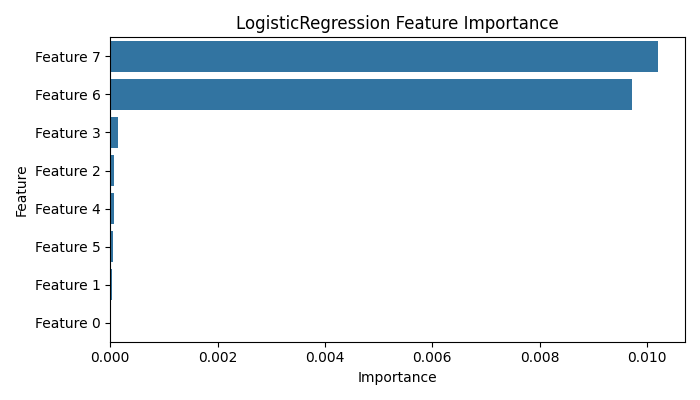 LogisticRegression Feature Importance
Feature 7
Feature 6
Feature 3
Feature 2
Feature 4
Feature 5
Feature 1
Feature 0
Feature
0.000 0.002 0.004 0.006 0.008 0.010
Importance